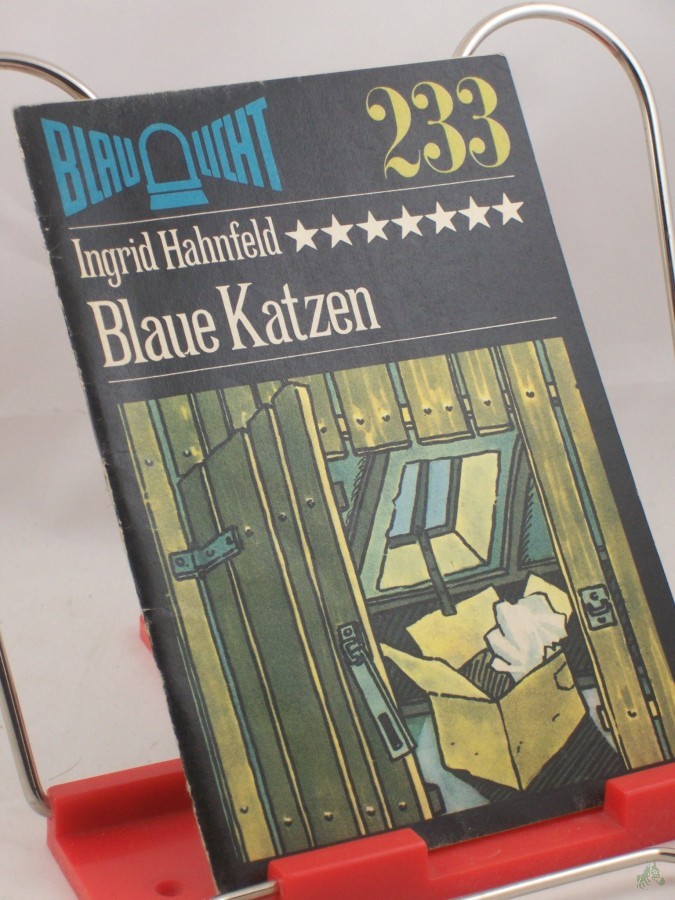 BLAULICHT
233
Ingrid Hahnfeld ★★★★★★★
Blaue Katzen